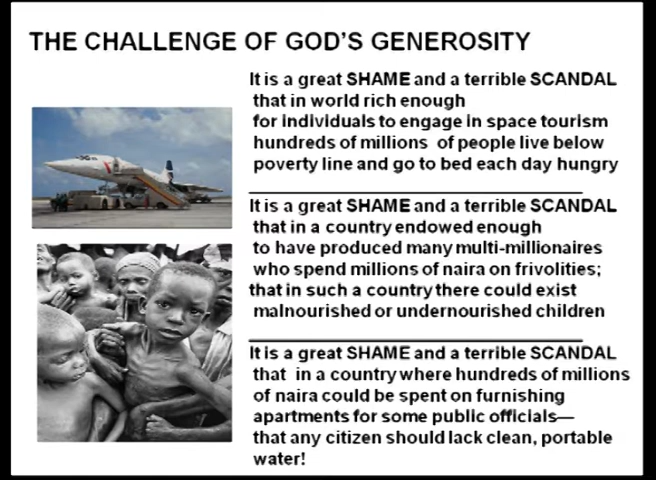 THE CHALLENGE OF GOD'S GENEROSITY
It is a great SHAME and a terrible SCANDAL
that in world rich enough
for individuals to engage in space tourism
hundreds of millions of people live below
poverty line and go to bed each day hungry
It is a great SHAME and a terrible SCANDAL
that in a country endowed enough
to have produced many multi-millionaires
who spend millions of naira on frivolities;
that in such a country there could exist
malnourished or undernourished children
It is a great SHAME and a terrible SCANDAL
that in a country where hundreds of millions
of naira could be spent on furnishing
apartments for some public officials—
that any citizen should lack clean, portable
water!